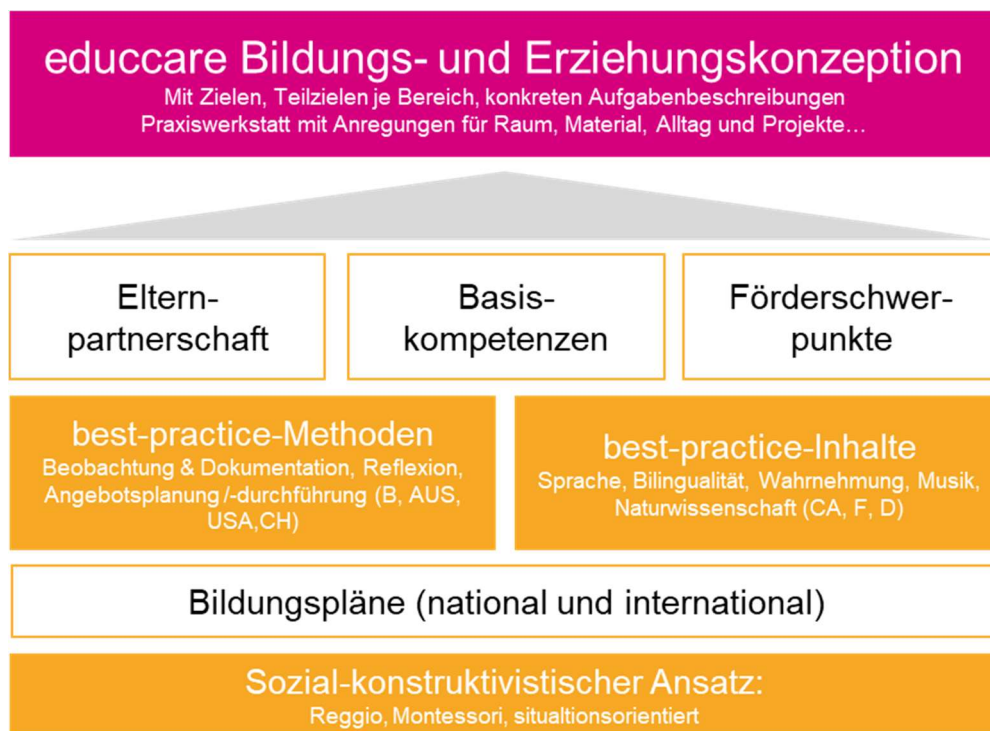 educcare Bildungs- und Erziehungskonzeption
Mit Zielen, Teilzielen je Bereich, konkreten Aufgabenbeschreibungen
Praxiswerkstatt mit Anregungen für Raum, Material, Alltag und Projekte…
Eltern-
partnerschaft
Basis-
kompetenzen
Förderschwer-
punkte
best-practice-Methoden
Beobachtung & Dokumentation, Reflexion,
Angebotsplanung /-durchführung (B, AUS,
USA,CH)
best-practice-Inhalte
Sprache, Bilingualität, Wahrnehmung, Musik,
Naturwissenschaft (CA, F, D)
Bildungspläne (national und international)
Sozial-konstruktivistischer Ansatz:
Reggio, Montessori, situaltionsorientiert